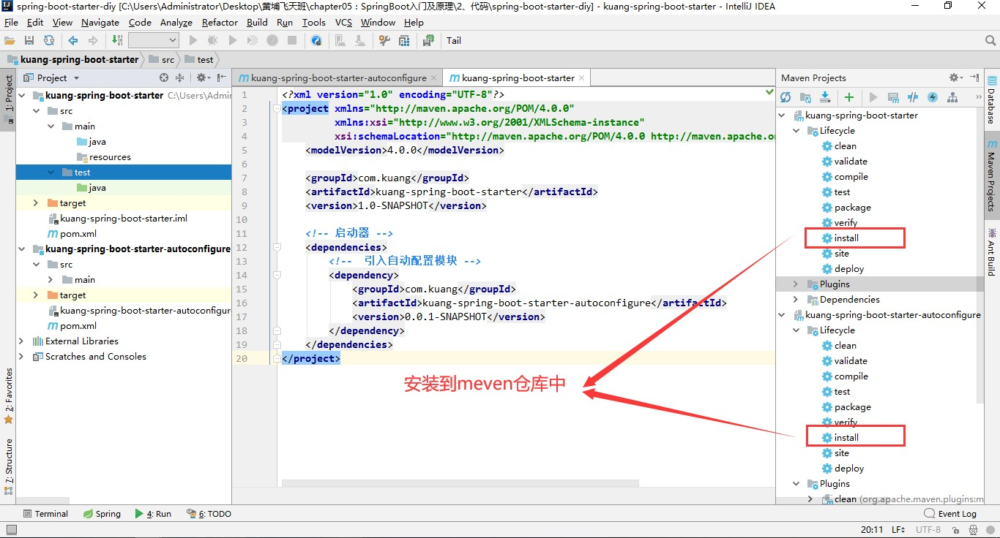 spring-boot-starter-diy [C:\Users\Administrator\Desktop\黄埔飞天班\chapter05：SpringBoot入门及原理\2、代码\spring-boot-starter-diy] - kuang-spring-boot-starter - IntelliJ IDEA
File Edit View Navigate Code Analyze Refactor Build Run Tools VCS Window Help
Tail
kuang-spring-boot-starter src test
1: Project
Project
kuang-spring-boot-starter C:\Users\Admini
src
main
java
resources
test
java
target
kuang-spring-boot-starter.iml
pom.xml
kuang-spring-boot-starter-autoconfigure
src
main
target
kuang-spring-boot-starter-autoconfigur
pom.xml
External Libraries
Scratches and Consoles
2: Favorites
7: Structure
kuang-spring-boot-starter-autoconfigure kuang-spring-boot-starter
1 <?xml version="1.0" encoding="UTF-8"?>
2 <project xmlns="http://maven.apache.org/POM/4.0.0"
3 xmlns:xsi="http://www.w3.org/2001/XMLSchema-instance"
4 xsi:schemaLocation="http://maven.apache.org/POM/4.0.0 http://maven.apache.or
5 <modelVersion>4.0.0</modelVersion>
6
7 <groupId>com.kuang</groupId>
8 <artifactId>kuang-spring-boot-starter</artifactId>
9 <version>1.0-SNAPSHOT</version>
10
11 <!-- 启动器 -->
12 <dependencies>
13 <!-- 引入自动配置模块 -->
14 <dependency>
15 <groupId>com.kuang</groupId>
16 <artifactId>kuang-spring-boot-starter-autoconfigure</artifactId>
17 <version>0.0.1-SNAPSHOT</version>
18 </dependency>
19 </dependencies>
20 </project>
安装到meven仓库中
Maven Projects
kuang-spring-boot-starter
Lifecycle
clean
validate
compile
test
package
verify
install
site
deploy
Plugins
Dependencies
kuang-spring-boot-starter-autoconfigure
Lifecycle
clean
validate
compile
test
package
verify
install
site
deploy
Plugins
clean (org.apache.maven.plugins:m
Database
Maven Projects
Ant Build
Terminal Spring 4: Run 6: TODO Event Log
20:11 LF UTF-8